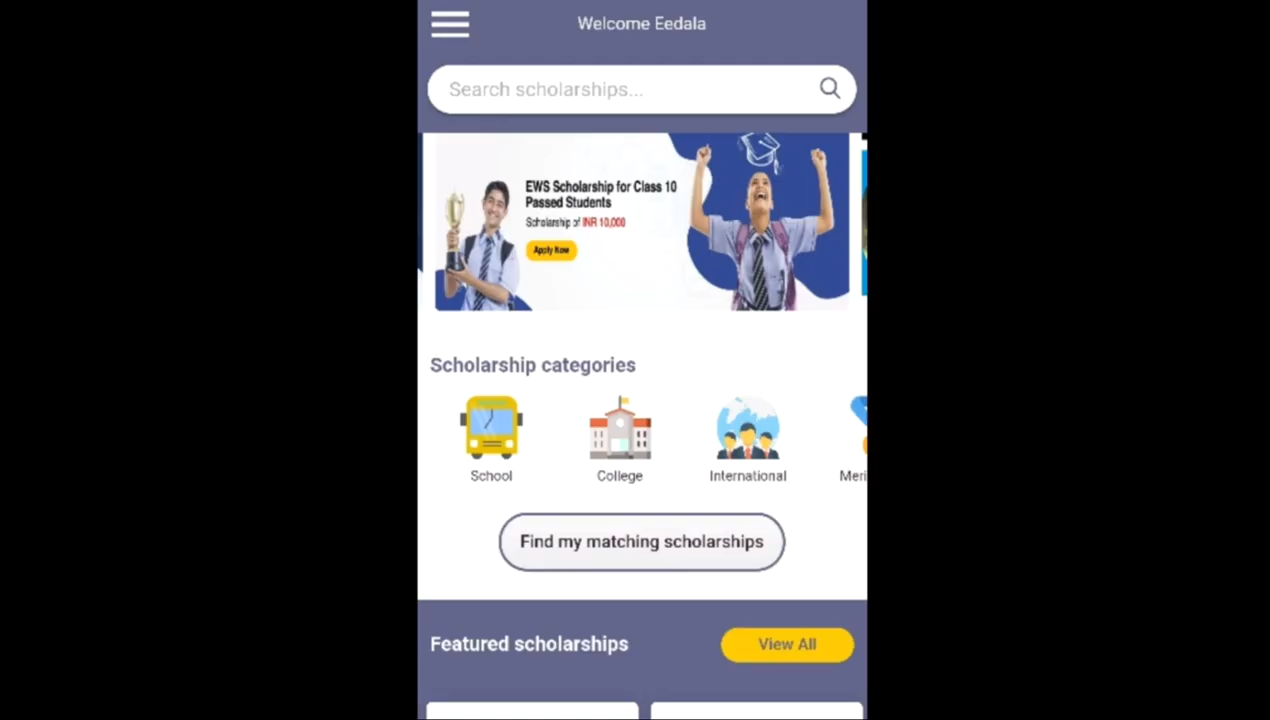 Welcome Eedala
Search scholarships...
EWS Scholarship for Class 10
Passed Students
Scholarship of INR 10,000
Apply Now
Scholarship categories
School
College
International
Meri
Find my matching scholarships
Featured scholarships
View All